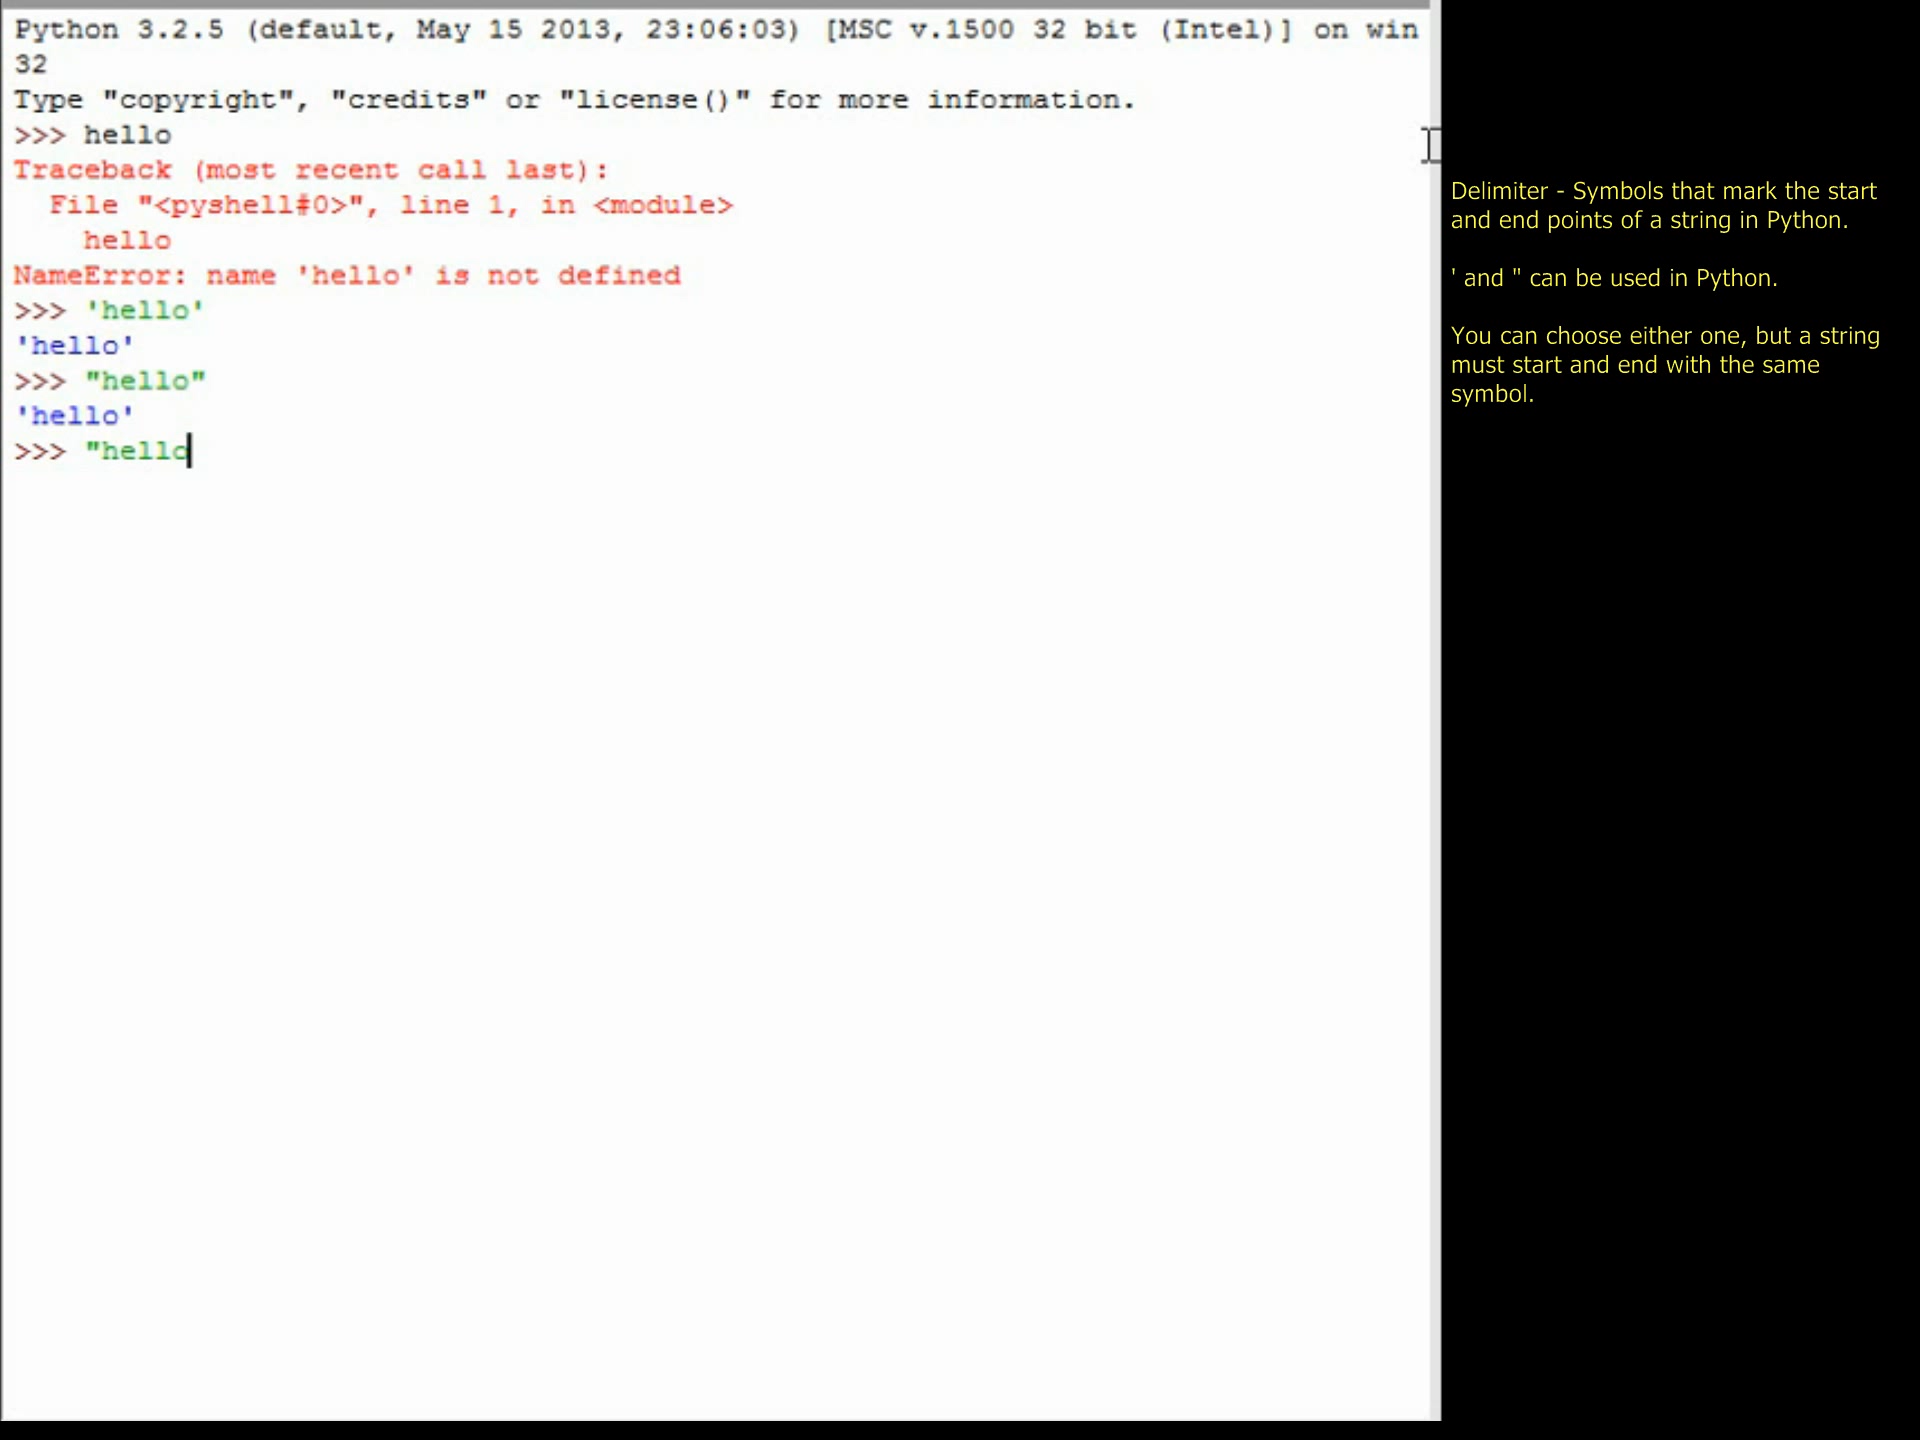 Python 3.2.5 (default, May 15 2013, 23:06:03) [MSC v.1500 32 bit (Intel)] on win
32
Type "copyright", "credits" or "license()" for more information.
>>> hello
Traceback (most recent call last):
  File "<pyshell#0>", line 1, in <module>
    hello
NameError: name 'hello' is not defined
>>> 'hello'
'hello'
>>> "hello"
'hello'
>>> "hello
Delimiter - Symbols that mark the start
and end points of a string in Python.
' and " can be used in Python.
You can choose either one, but a string
must start and end with the same
symbol.